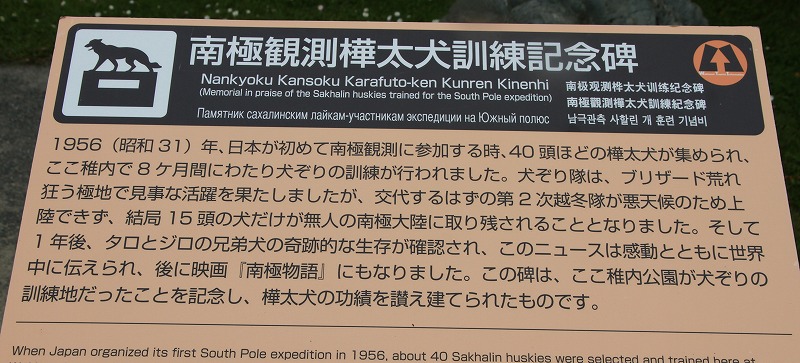 南極観測樺太犬訓練記念碑
Nankyoku Kansoku Karafuto-ken Kunren Kinenhi
(Memorial in praise of the Sakhalin huskies trained for the South Pole expedition)
Памятник сахалинским лайкам-участникам экспедиции на Южный полюс
南极观测桦太犬训练纪念碑
南極觀測樺太犬訓練紀念碑
남극관측 사할린 개 훈련 기념비
1956（昭和31）年、日本が初めて南極観測に参加する時、40頭ほどの樺太犬が集められ、
ここ稚内で8ケ月間にわたり犬ぞりの訓練が行われました。犬ぞり隊は、ブリザード荒れ
狂う極地で見事な活躍を果たしましたが、交代するはずの第2次越冬隊が悪天候のため上
陸できず、結局15頭の犬だけが無人の南極大陸に取り残されることとなりました。そして
1年後、タロとジロの兄弟犬の奇跡的な生存が確認され、このニュースは感動とともに世界
中に伝えられ、後に映画『南極物語』にもなりました。この碑は、ここ稚内公園が犬ぞりの
訓練地だったことを記念し、樺太犬の功績を讃え建てられたものです。
When Japan organized its first South Pole expedition in 1956, about 40 Sakhalin huskies were selected and trained here at